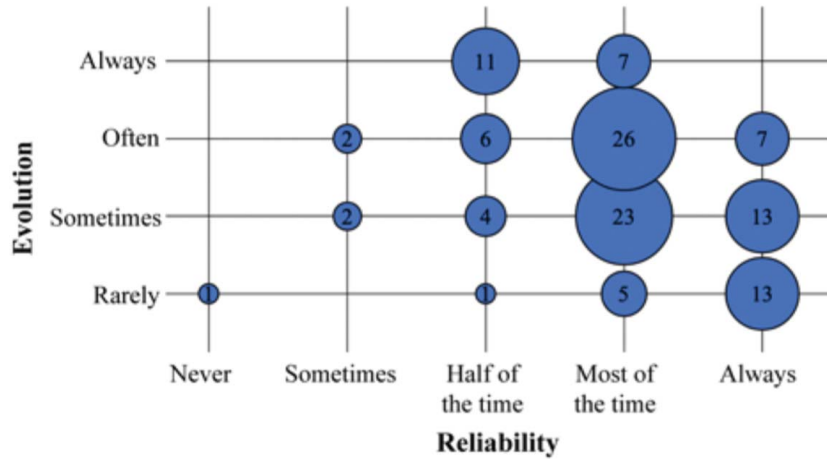 Always
11
7
Often
2
6
26
7
Sometimes
2
4
23
13
Rarely
1
1
5
13
Evolution
Never
Sometimes
Half of
the time
Most of
the time
Always
Reliability